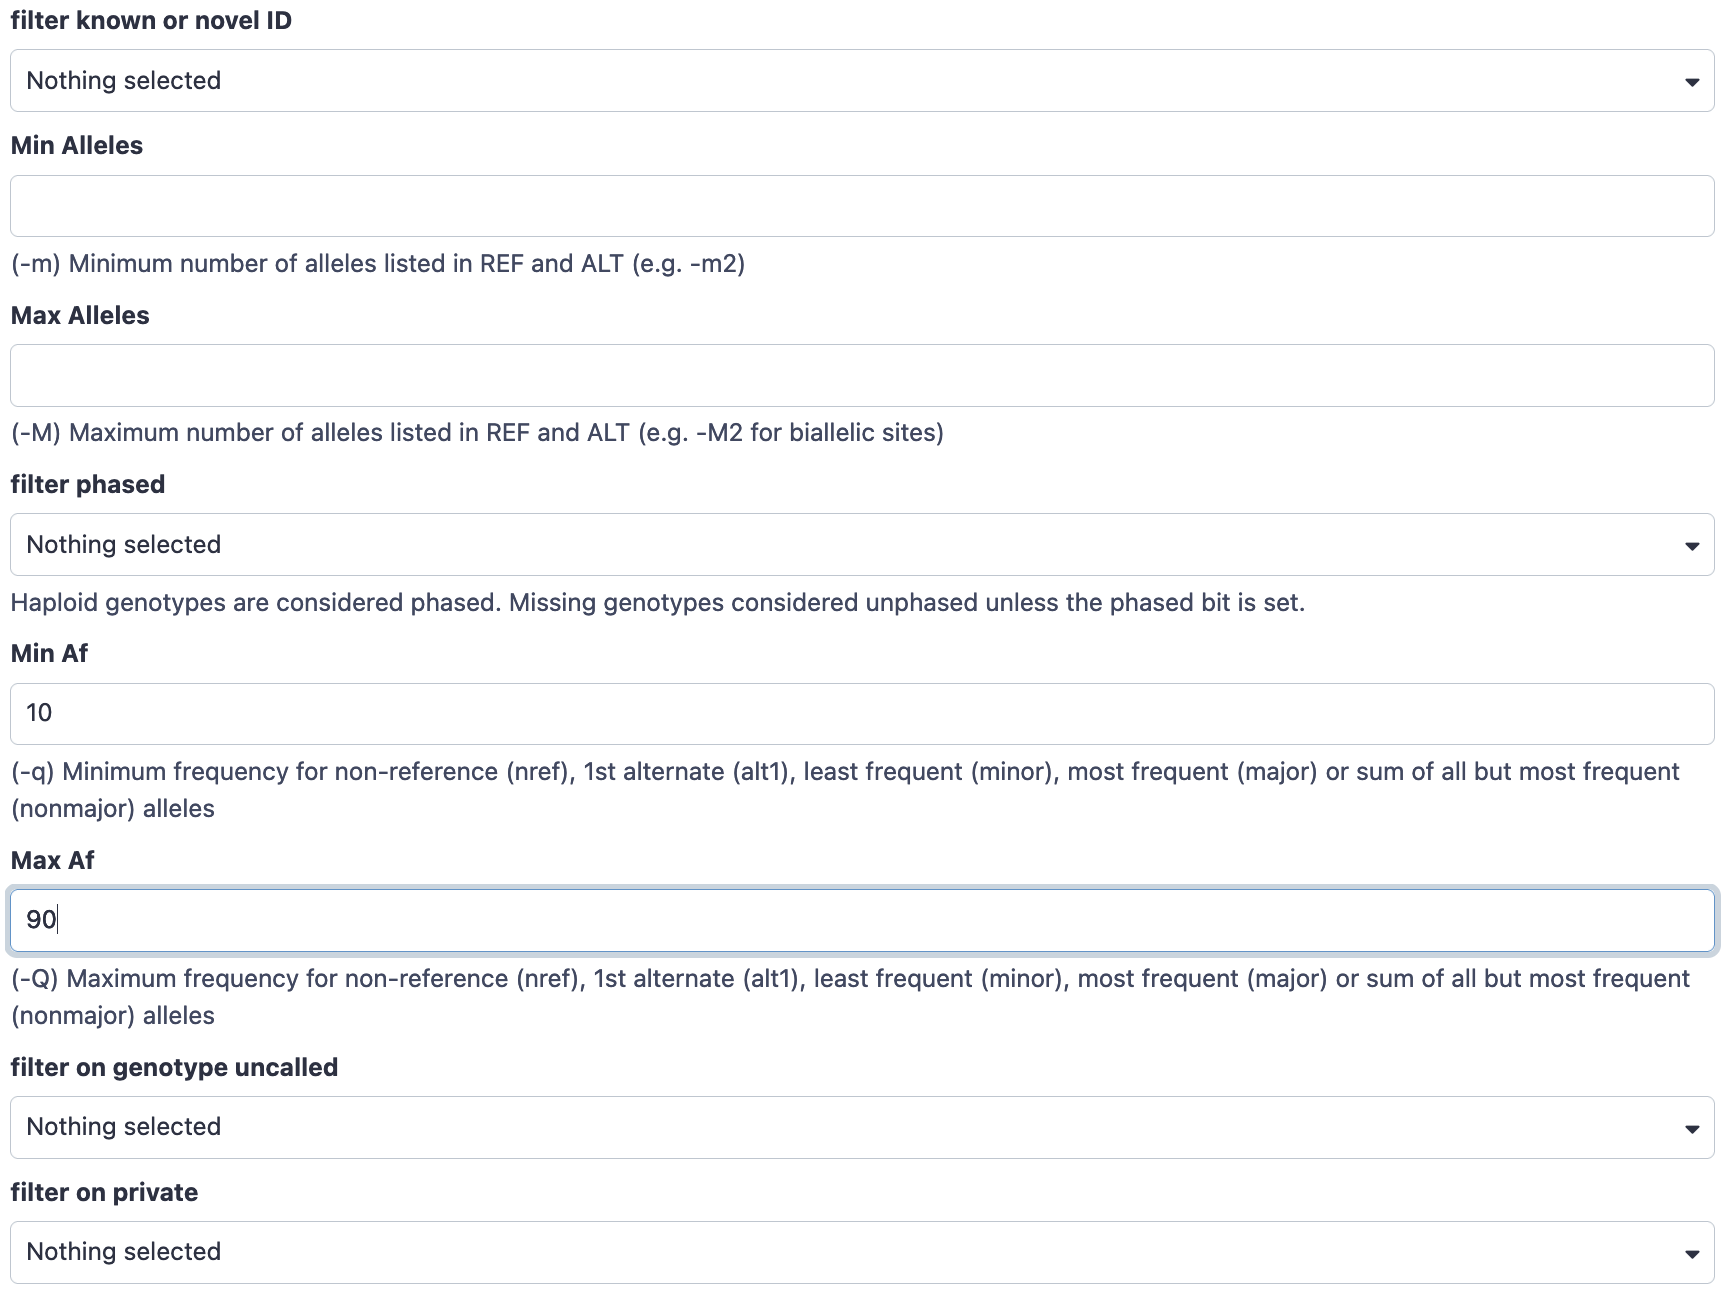 filter known or novel ID
Nothing selected
Min Alleles
(-m) Minimum number of alleles listed in REF and ALT (e.g. -m2)
Max Alleles
(-M) Maximum number of alleles listed in REF and ALT (e.g. -M2 for biallelic sites)
filter phased
Nothing selected
Haploid genotypes are considered phased. Missing genotypes considered unphased unless the phased bit is set.
Min Af
10
(-q) Minimum frequency for non-reference (nref), 1st alternate (alt1), least frequent (minor), most frequent (major) or sum of all but most frequent
(nonmajor) alleles
Max Af
90
(-Q) Maximum frequency for non-reference (nref), 1st alternate (alt1), least frequent (minor), most frequent (major) or sum of all but most frequent
(nonmajor) alleles
filter on genotype uncalled
Nothing selected
filter on private
Nothing selected